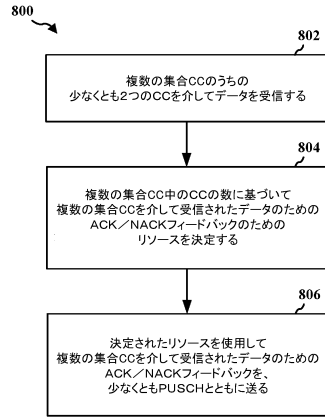 800
802
複数の集合CCのうちの
少なくとも2つのCCを介してデータを受信する
804
複数の集合CC中のCCの数に基づいて
複数の集合CCを介して受信されたデータのための
ACK／NACKフィードバックのための
リソースを決定する
806
決定されたリソースを使用して
複数の集合CCを介して受信されたデータのための
ACK／NACKフィードバックを、
少なくともPUSCHとともに送る